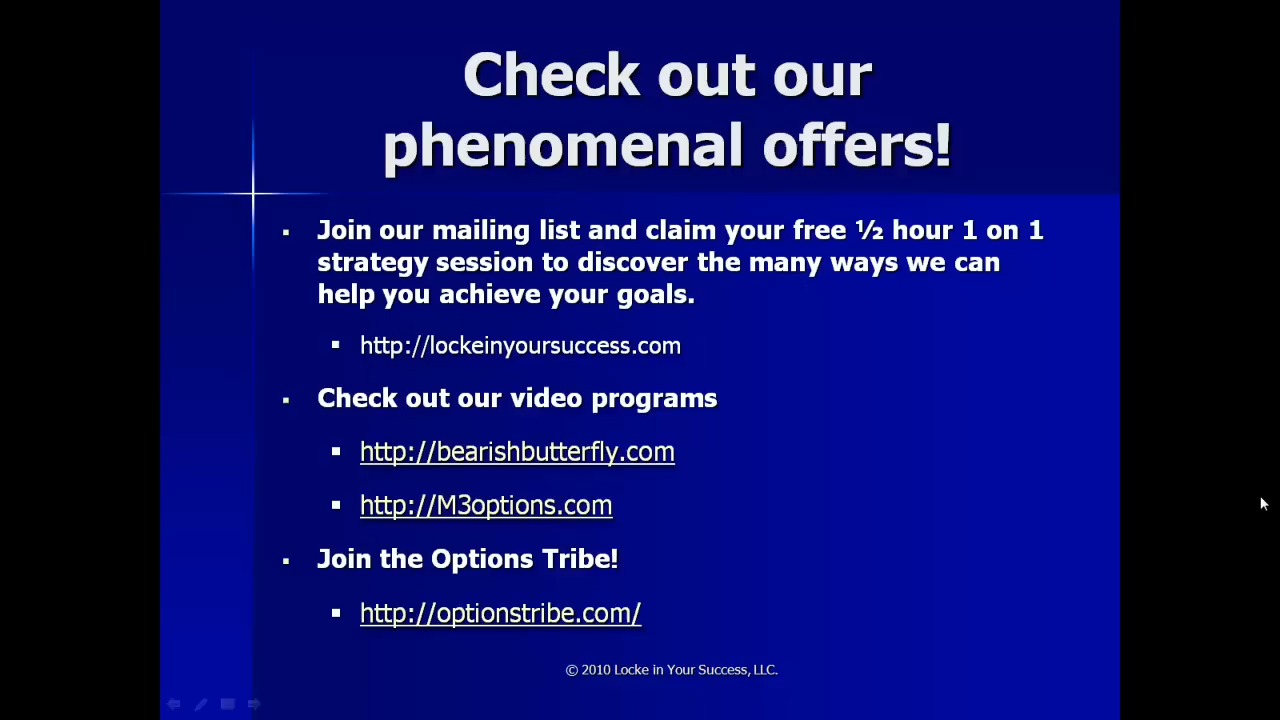 Check out our
phenomenal offers!
Join our mailing list and claim your free ½ hour 1 on 1
strategy session to discover the many ways we can
help you achieve your goals.
http://lockeinyoursuccess.com
Check out our video programs
http://bearishbutterfly.com
http://M3options.com
Join the Options Tribe!
http://optionstribe.com/
© 2010 Locke in Your Success, LLC.